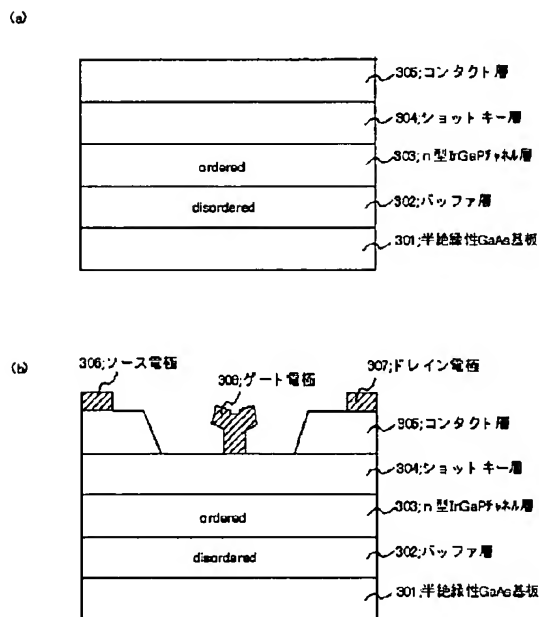 (a)
305;コンタクト層
304;ショットキー層
303;n型InGaPチャネル層
ordered
302;バッファ層
disordered
301;半絶縁性GaAs基板
(b)
306;ソース電極
308;ゲート電極
307;ドレイン電極
305;コンタクト層
304;ショットキー層
303;n型InGaPチャネル層
ordered
302;バッファ層
disordered
301;半絶縁性GaAs基板